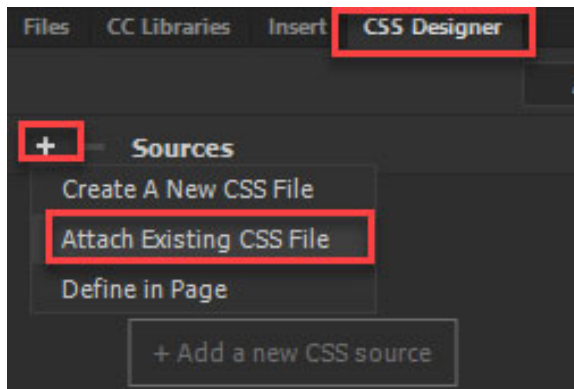 Files CC Libraries Insert CSS Designer
+ − Sources
Create A New CSS File
Attach Existing CSS File
Define in Page
+ Add a new CSS source